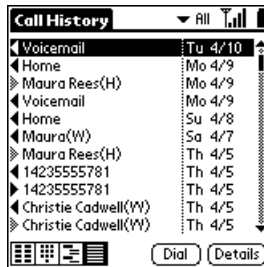 Call History All
Voicemail Tu 4/10
Home Mo 4/9
Maura Rees(H) Mo 4/9
Voicemail Mo 4/9
Home Su 4/8
Maura(W) Sa 4/7
Maura Rees(H) Th 4/5
14235555781 Th 4/5
14235555781 Th 4/5
Christie Cadwell(W) Th 4/5
Christie Cadwell(W) Th 4/5
Dial Details